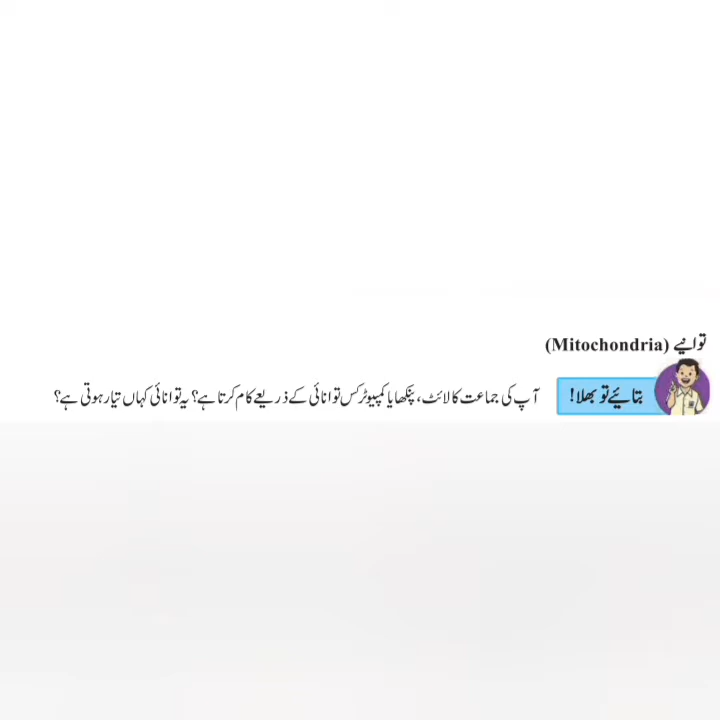 توانیے (Mitochondria)
بتائیے تو بھلا!
آپ کی جماعت کا لائٹ، پنکھا یا کمپیوٹر کس توانائی کے ذریعے کام کرتا ہے؟ یہ توانائی کہاں تیار ہوتی ہے؟